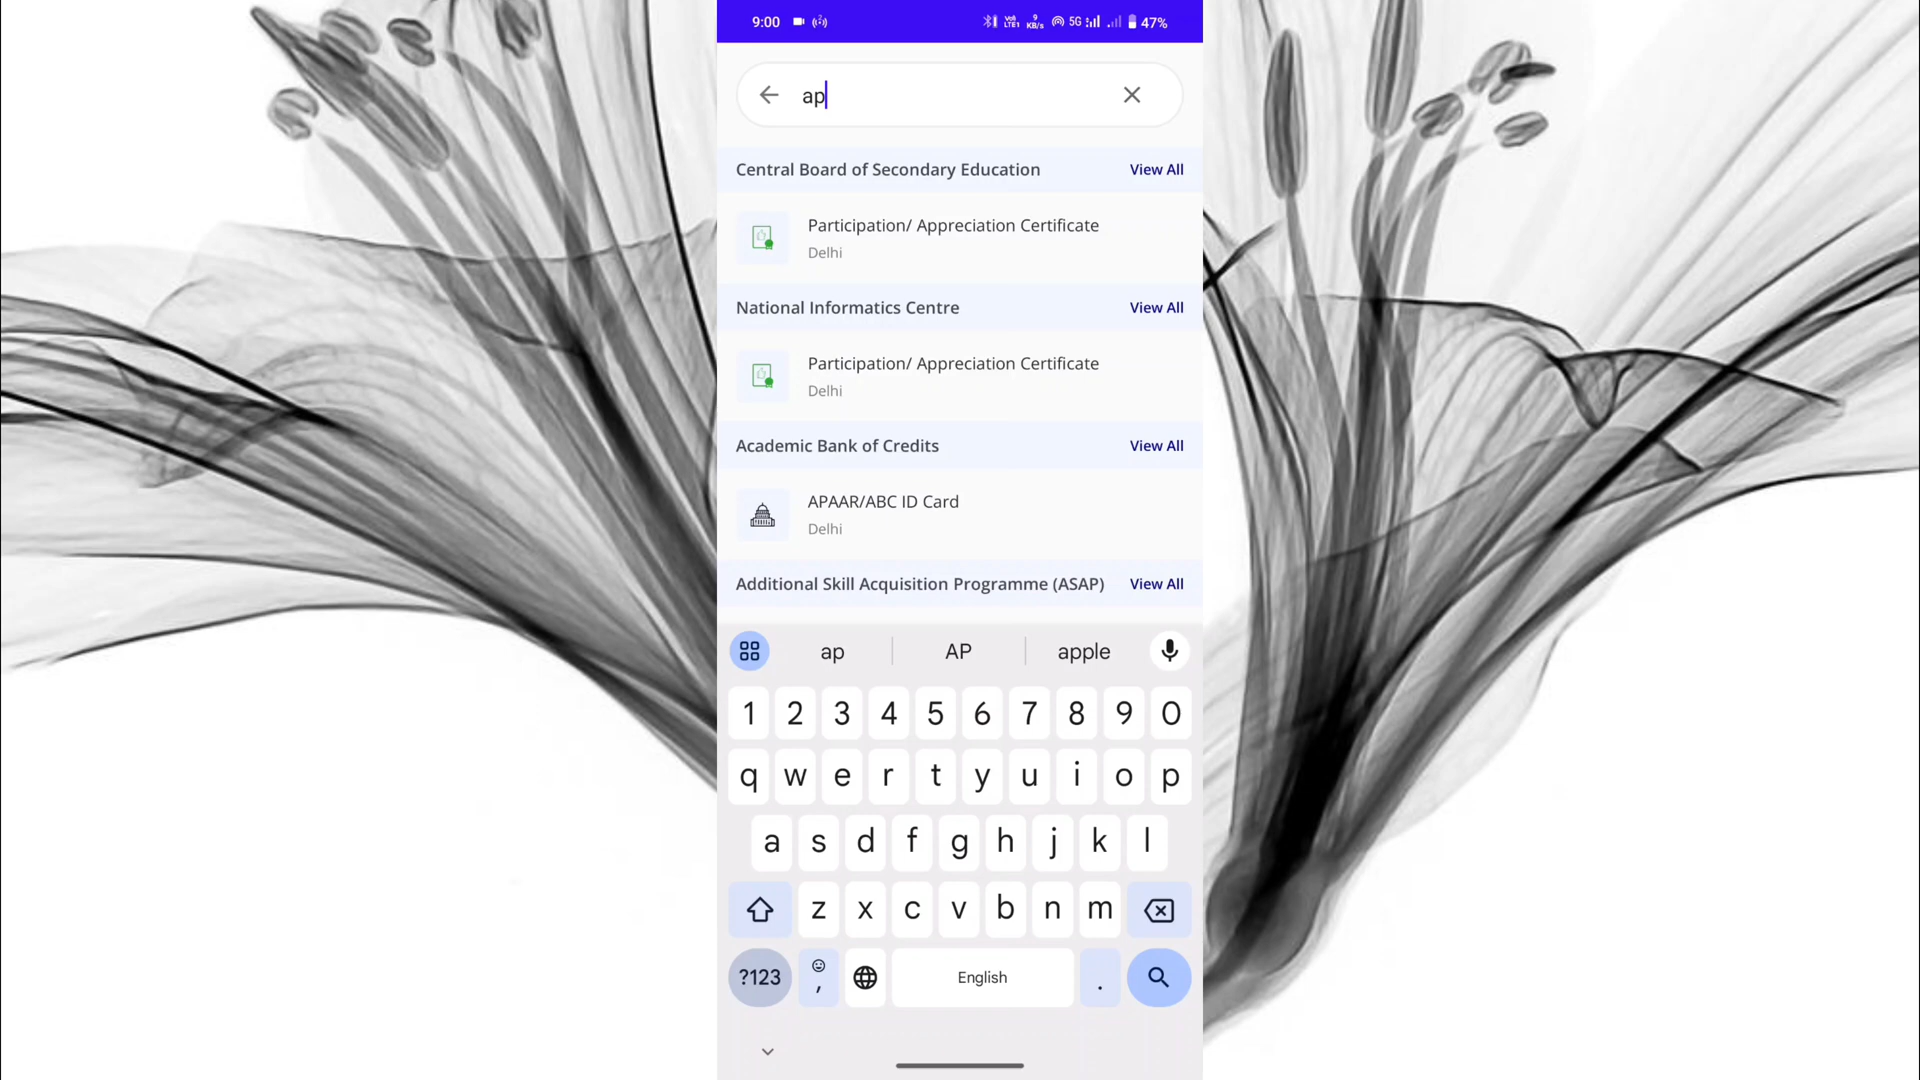 9:00 VoLTE1 9 KB/s 5G 47%
ap
Central Board of Secondary Education View All
Participation/ Appreciation Certificate
Delhi
National Informatics Centre View All
Participation/ Appreciation Certificate
Delhi
Academic Bank of Credits View All
APAAR/ABC ID Card
Delhi
Additional Skill Acquisition Programme (ASAP) View All
ap AP apple
1 2 3 4 5 6 7 8 9 0
q w e r t y u i o p
a s d f g h j k l
z x c v b n m
?123 , English .